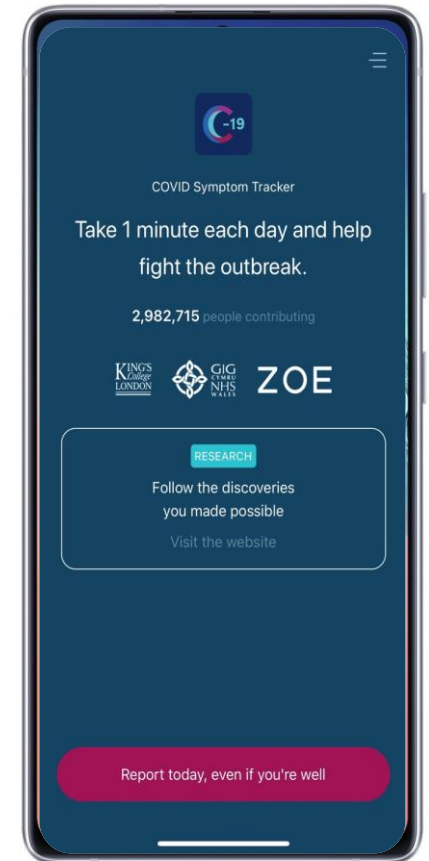 C-19
COVID Symptom Tracker
Take 1 minute each day and help
fight the outbreak.
2,982,715 people contributing
KING'S
College
LONDON
GIG
CYMRU
NHS
WALES
ZOE
RESEARCH
Follow the discoveries
you made possible
Visit the website
Report today, even if you're well